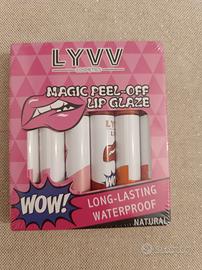 LYVV
COSMETICS
MAGIC PEEL-OFF
LIP GLAZE
WOW!
LONG-LASTING
WATERPROOF
NATURAL